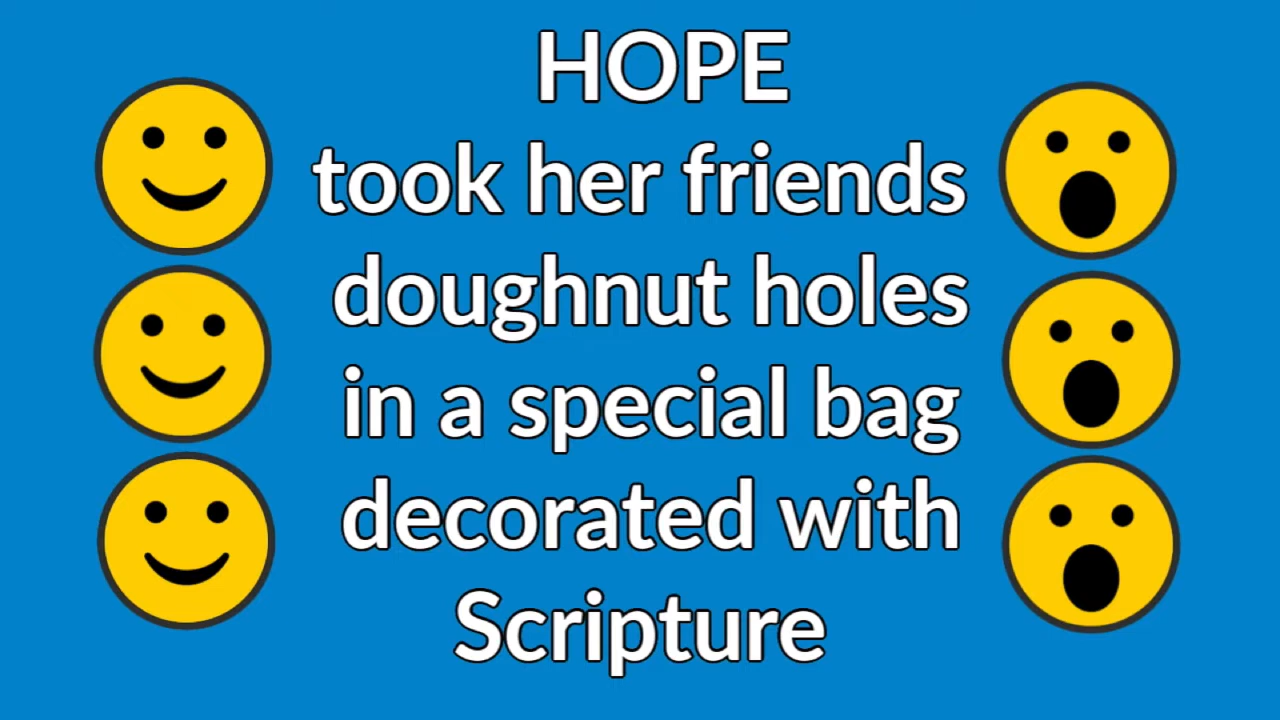 HOPE
took her friends
doughnut holes
in a special bag
decorated with
Scripture